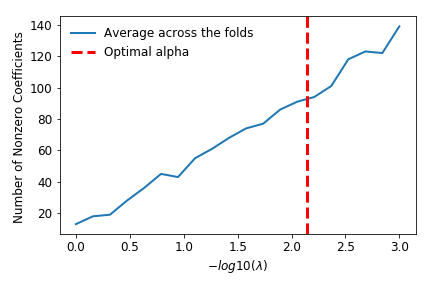 Average across the folds
Optimal alpha
Number of Nonzero Coefficients
140
120
100
80
60
40
20
0.0 0.5 1.0 1.5 2.0 2.5 3.0
−log10(λ)